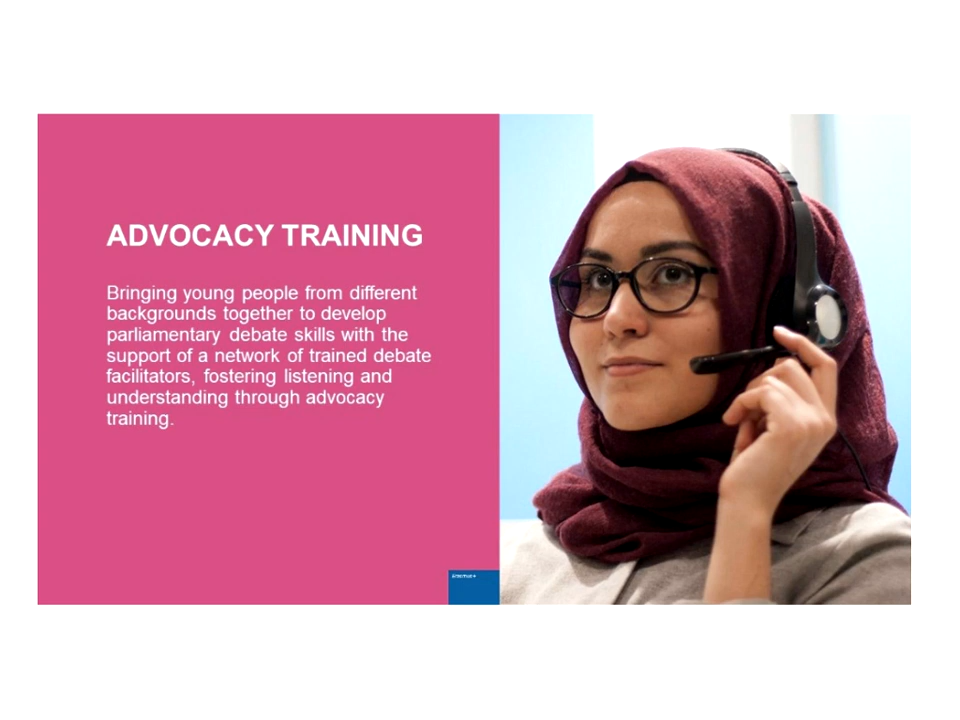 ADVOCACY TRAINING
Bringing young people from different
backgrounds together to develop
parliamentary debate skills with the
support of a network of trained debate
facilitators, fostering listening and
understanding through advocacy
training.
Erasmus+